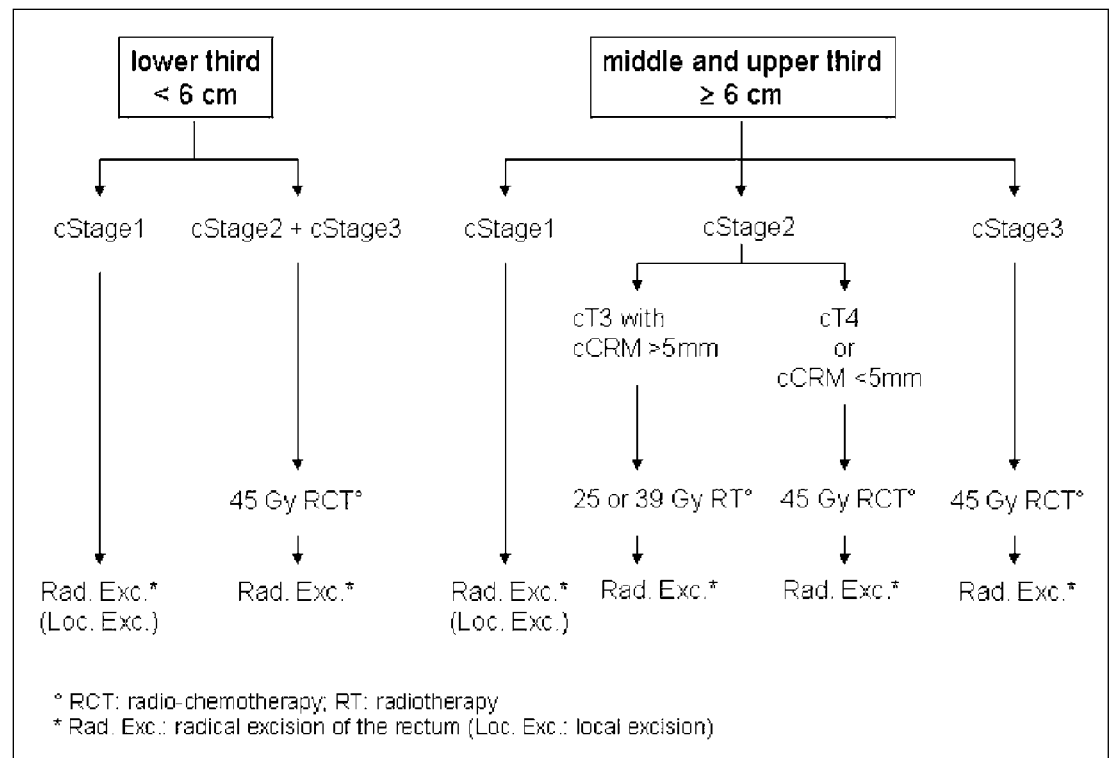 lower third
< 6 cm
middle and upper third
≥ 6 cm
cStage1
cStage2 + cStage3
cStage1
cStage2
cStage3
cT3 with
cCRM >5mm
cT4
or
cCRM <5mm
45 Gy RCT°
25 or 39 Gy RT°
45 Gy RCT°
45 Gy RCT°
Rad. Exc.*
(Loc. Exc.)
Rad. Exc.*
Rad. Exc.*
(Loc. Exc.)
Rad. Exc.*
Rad. Exc.*
Rad. Exc.*
° RCT: radio-chemotherapy; RT: radiotherapy
* Rad. Exc.: radical excision of the rectum (Loc. Exc.: local excision)